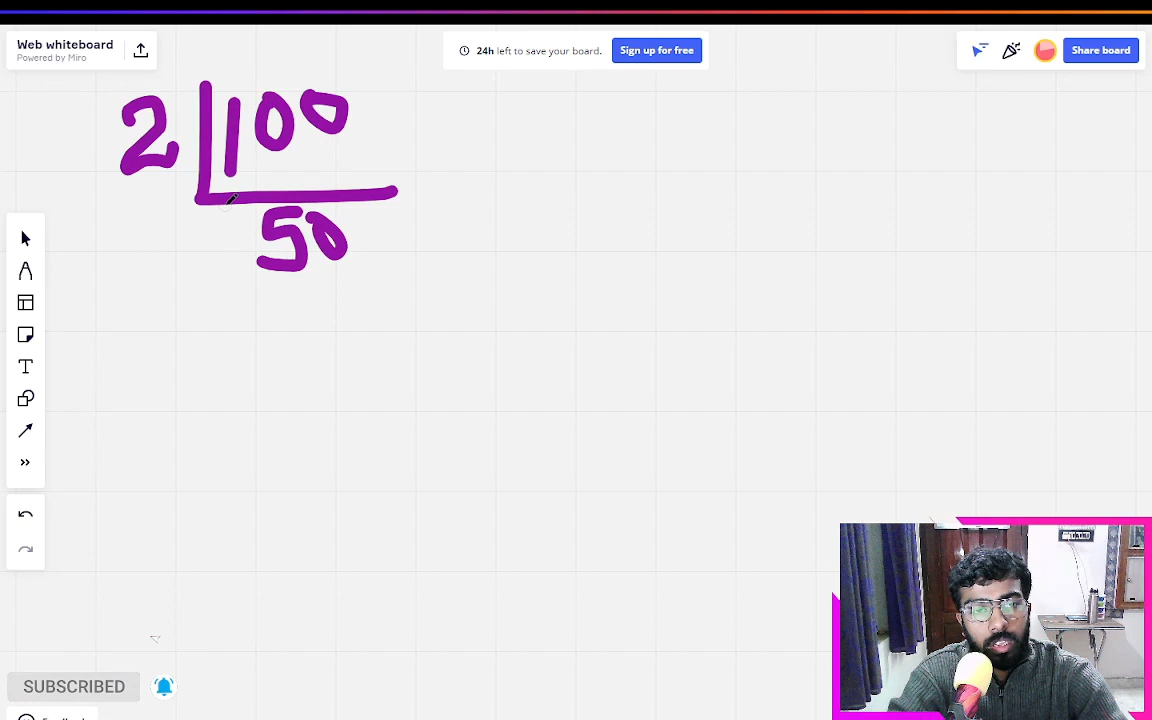 Web whiteboard
Powered by Miro
24h left to save your board.
Sign up for free
Share board
2 100
50
T
SUBSCRIBED